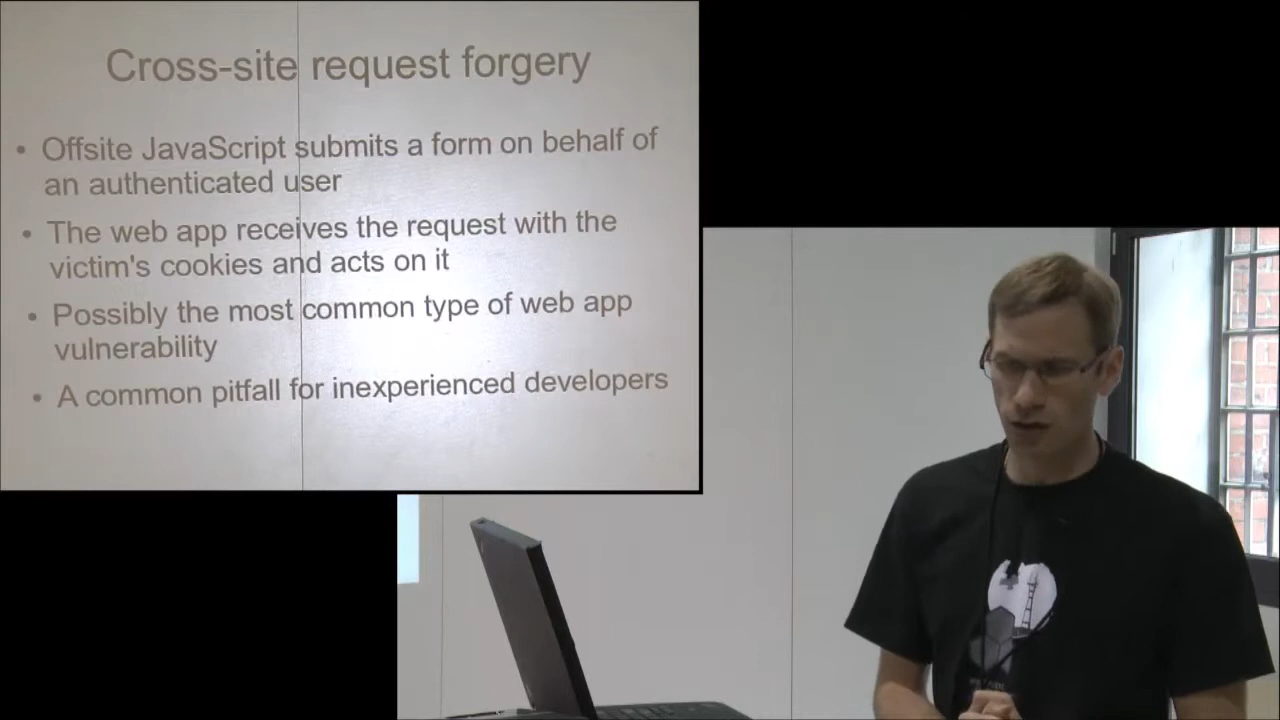 Cross-site request forgery
• Offsite JavaScript submits a form on behalf of
an authenticated user
• The web app receives the request with the
victim's cookies and acts on it
• Possibly the most common type of web app
vulnerability
• A common pitfall for inexperienced developers